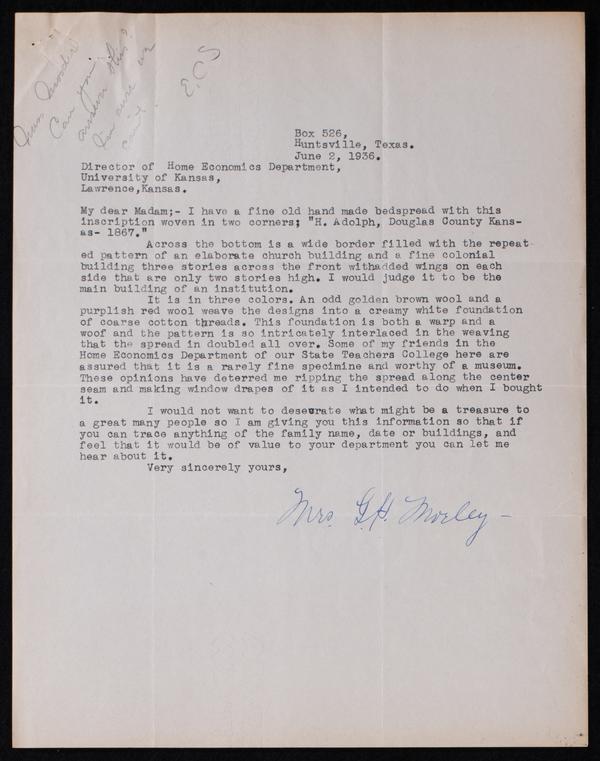 Can you
answer this?
I'm sure we
can't.
E.C.S
Box 526,
Huntsville, Texas.
June 2, 1936.
Director of Home Economics Department,
University of Kansas,
Lawrence,Kansas.
My dear Madam;- I have a fine old hand made bedspread with this
inscription woven in two corners; "H. Adolph, Douglas County Kans-
as- 1867."
Across the bottom is a wide border filled with the repeat-
ed pattern of an elaborate church building and a fine colonial
building three stories across the front withadded wings on each
side that are only two stories high. I would judge it to be the
main building of an institution.
It is in three colors. An odd golden brown wool and a
purplish red wool weave the designs into a creamy white foundation
of coarse cotton threads. This foundation is both a warp and a
woof and the pattern is so intricately interlaced in the weaving
that the spread in doubled all over. Some of my friends in the
Home Economics Department of our State Teachers College here are
assured that it is a rarely fine specimine and worthy of a museum.
These opinions have deterred me ripping the spread along the center
seam and making window drapes of it as I intended to do when I bought
it.
I would not want to desecrate what might be a treasure to
a great many people so I am giving you this information so that if
you can trace anything of the family name, date or buildings, and
feel that it would be of value to your department you can let me
hear about it.
Very sincerely yours,
Mrs. G.H. Morley-